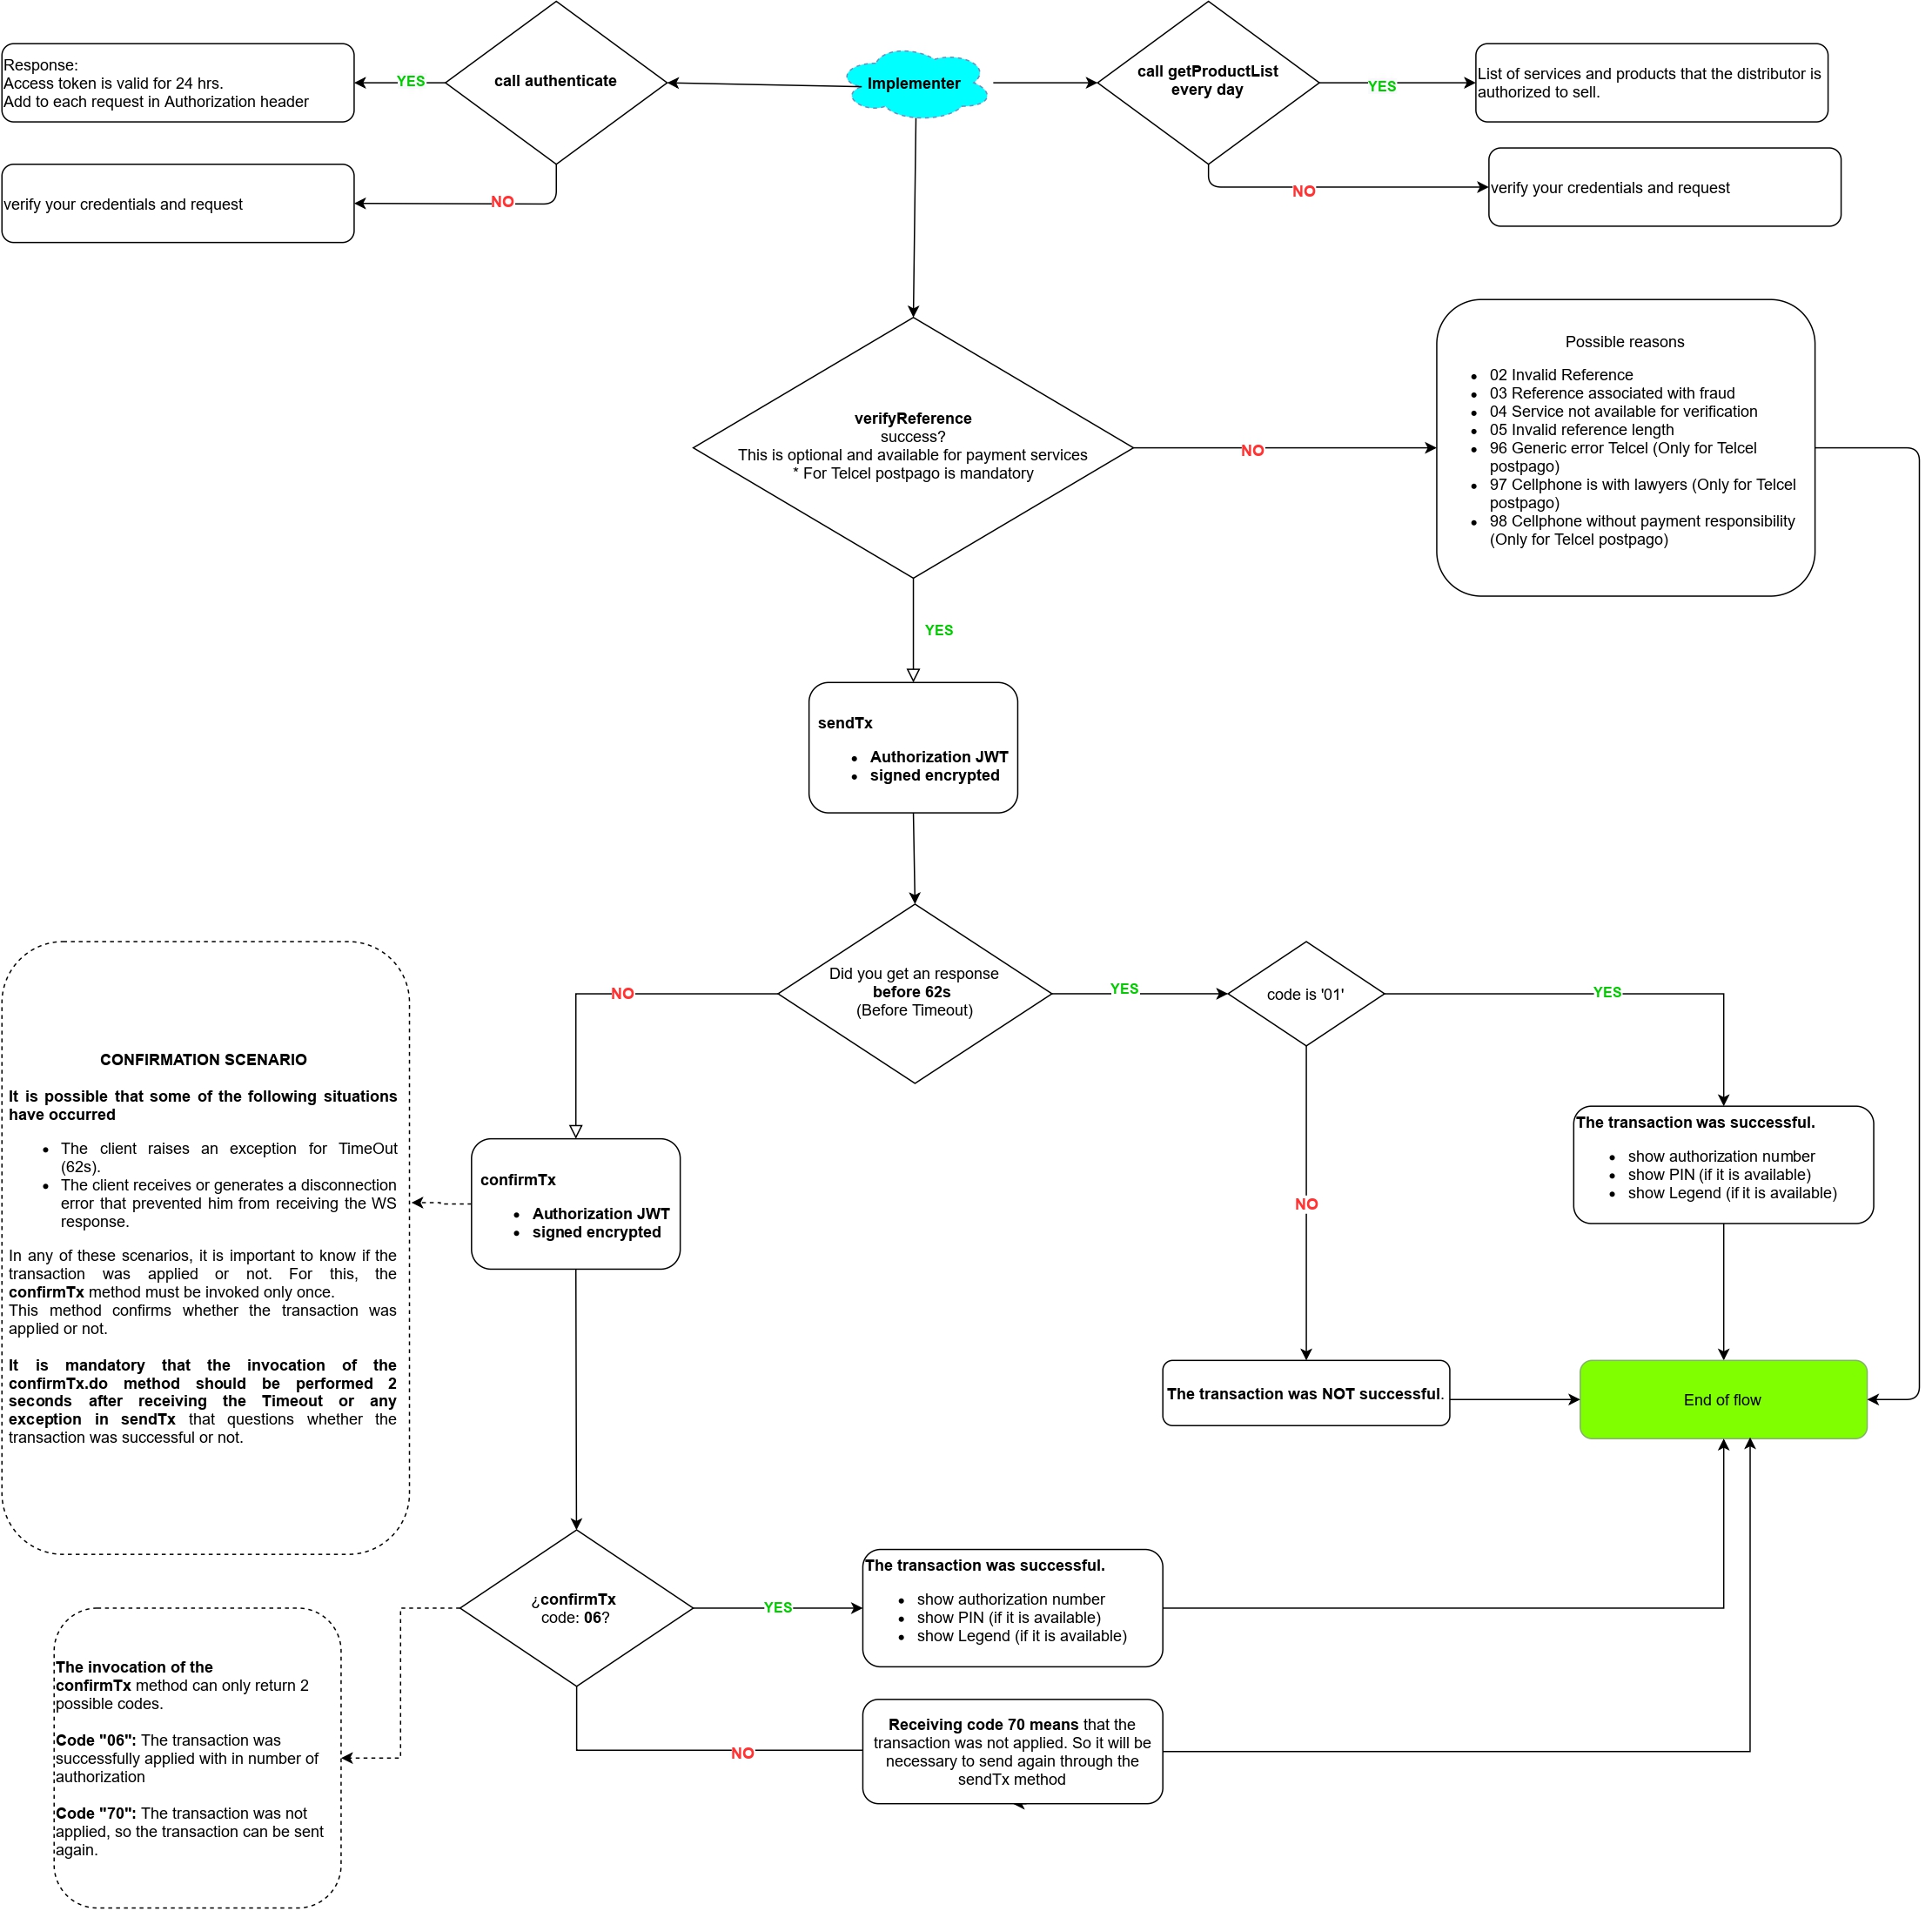 Response:
Access token is valid for 24 hrs.
Add to each request in Authorization header
YES
call authenticate
Implementer
call getProductList
every day
YES
List of services and products that the distributor is
authorized to sell.
verify your credentials and request
NO
NO
verify your credentials and request
verifyReference
success?
This is optional and available for payment services
* For Telcel postpago is mandatory
NO
Possible reasons
• 02 Invalid Reference
• 03 Reference associated with fraud
• 04 Service not available for verification
• 05 Invalid reference length
• 96 Generic error Telcel (Only for Telcel
postpago)
• 97 Cellphone is with lawyers (Only for Telcel
postpago)
• 98 Cellphone without payment responsibility
(Only for Telcel postpago)
YES
sendTx
• Authorization JWT
• signed encrypted
Did you get an response
before 62s
(Before Timeout)
NO
YES
code is '01'
YES
CONFIRMATION SCENARIO
It is possible that some of the following situations
have occurred
• The client raises an exception for TimeOut
(62s).
• The client receives or generates a disconnection
error that prevented him from receiving the WS
response.
In any of these scenarios, it is important to know if the
transaction was applied or not. For this, the
confirmTx method must be invoked only once.
This method confirms whether the transaction was
applied or not.
It is mandatory that the invocation of the
confirmTx.do method should be performed 2
seconds after receiving the Timeout or any
exception in sendTx that questions whether the
transaction was successful or not.
confirmTx
• Authorization JWT
• signed encrypted
NO
The transaction was successful.
• show authorization number
• show PIN (if it is available)
• show Legend (if it is available)
The transaction was NOT successful.
End of flow
¿confirmTx
code: 06?
YES
The transaction was successful.
• show authorization number
• show PIN (if it is available)
• show Legend (if it is available)
The invocation of the
confirmTx method can only return 2
possible codes.
Code "06": The transaction was
successfully applied with in number of
authorization
Code "70": The transaction was not
applied, so the transaction can be sent
again.
NO
Receiving code 70 means that the
transaction was not applied. So it will be
necessary to send again through the
sendTx method